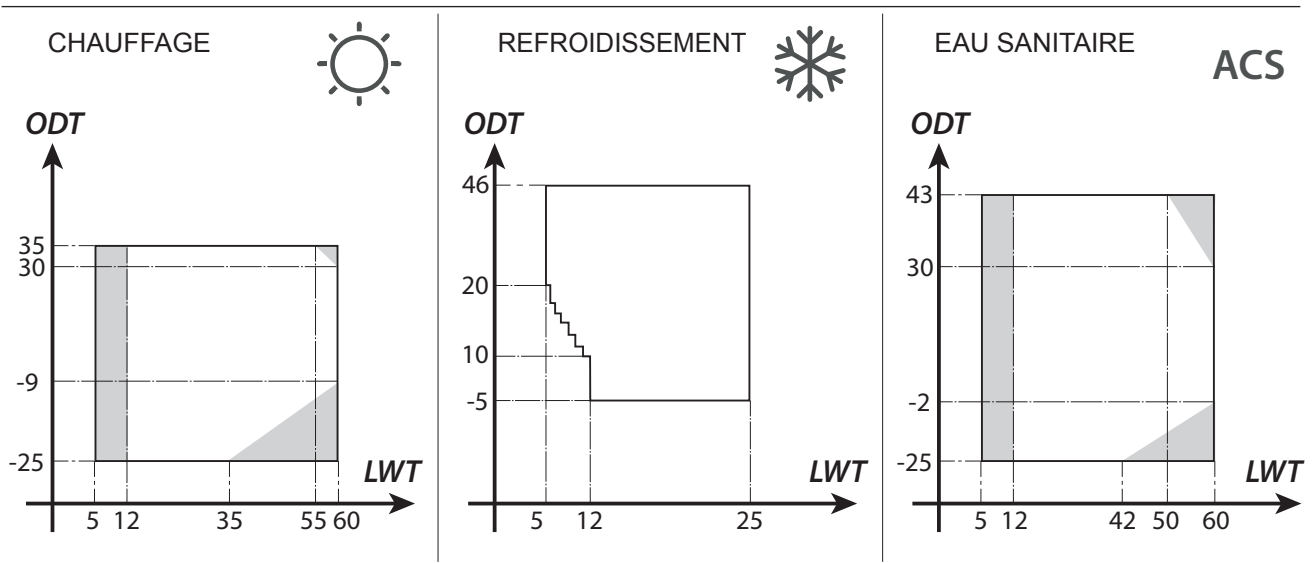 CHAUFFAGE
ODT
35
30
-9
-25
LWT
5 12 35 55 60
REFROIDISSEMENT
ODT
46
20
10
-5
LWT
5 12 25
EAU SANITAIRE
ACS
ODT
43
30
-2
-25
LWT
5 12 42 50 60